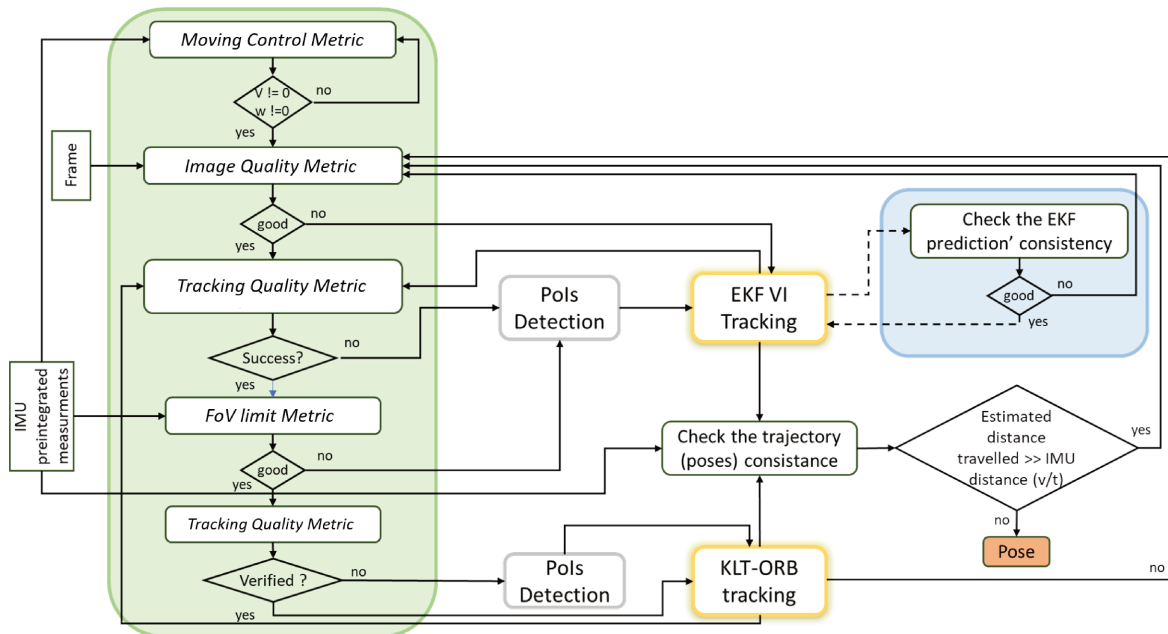 Moving Control Metric
V != 0
w !=0
no
yes
Frame
Image Quality Metric
good
no
yes
Check the EKF
prediction’ consistency
good
no
yes
Tracking Quality Metric
PoIs
Detection
EKF VI
Tracking
Success?
no
yes
IMU
preintegrated
measurments
FoV limit Metric
good
no
yes
Check the trajectory
(poses) consistance
Estimated
distance
travelled >> IMU
distance (v/t)
yes
no
Pose
Tracking Quality Metric
Verified ?
no
yes
PoIs
Detection
KLT-ORB
tracking
no